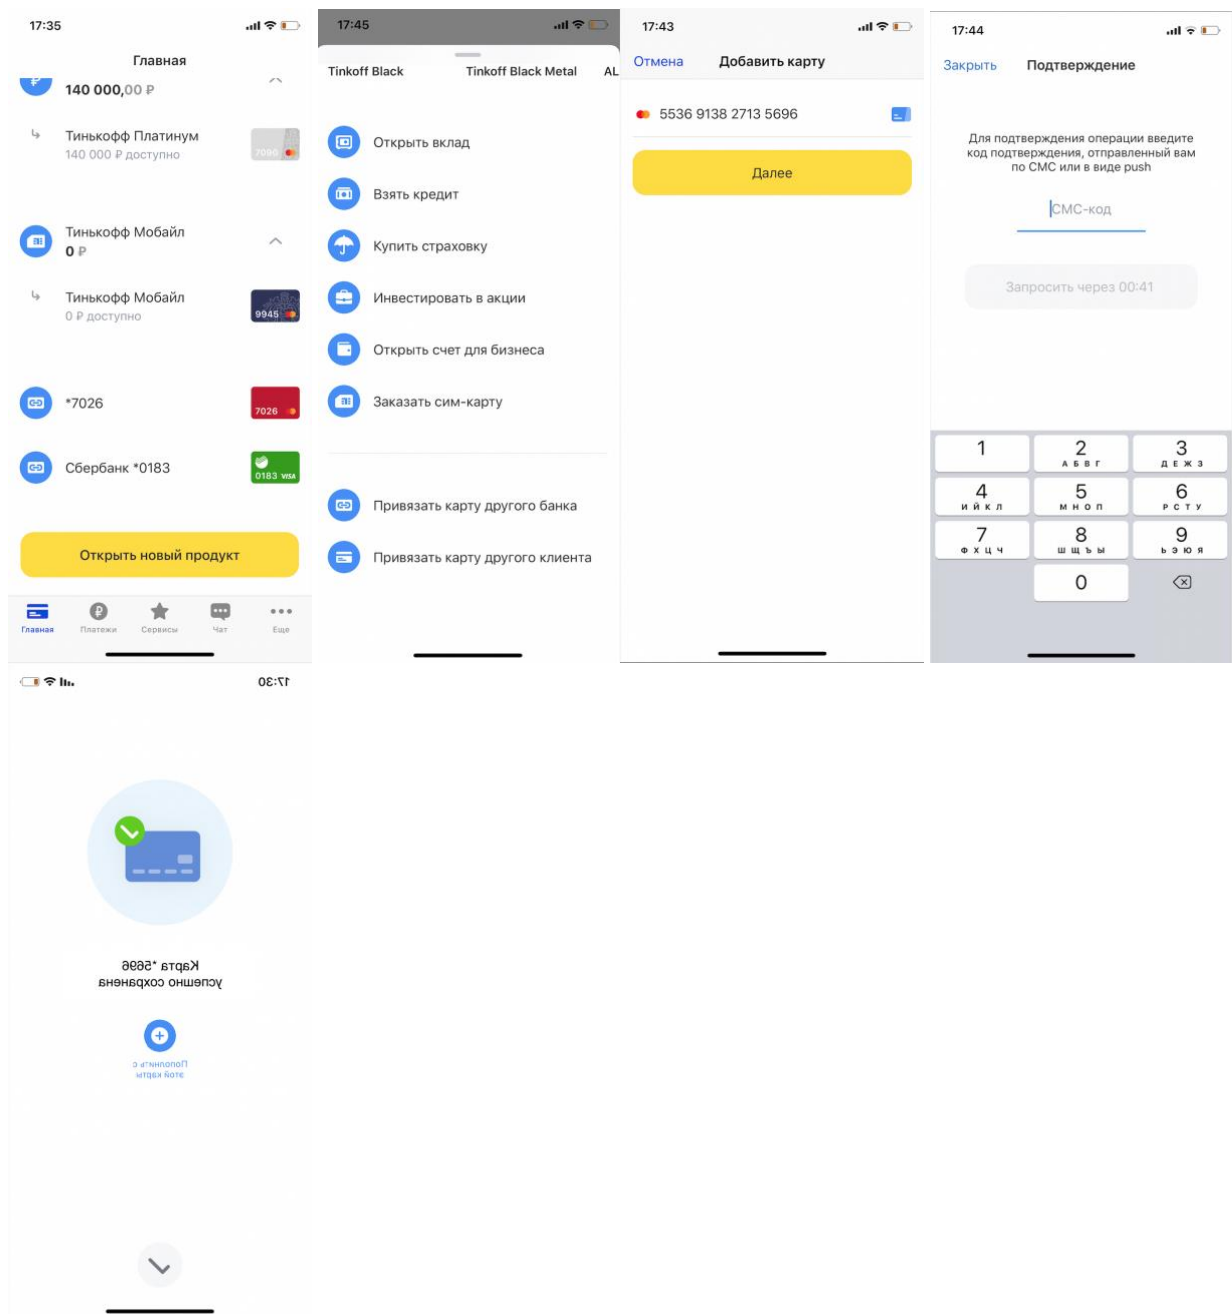 17:35
Главная
140 000,00 ₽
Тинькофф Платинум
140 000 ₽ доступно
7090
Тинькофф Мобайл
0 ₽
Тинькофф Мобайл
0 ₽ доступно
9945
*7026
7026
Сбербанк *0183
0183 VISA
Открыть новый продукт
Главная
Платежи
Сервисы
Чат
Еще
17:45
Tinkoff Black
Tinkoff Black Metal
AL
Открыть вклад
Взять кредит
Купить страховку
Инвестировать в акции
Открыть счет для бизнеса
Заказать сим-карту
Привязать карту другого банка
Привязать карту другого клиента
17:43
Отмена
Добавить карту
5536 9138 2713 5696
Далее
17:44
Закрыть
Подтверждение
Для подтверждения операции введите
код подтверждения, отправленный вам
по СМС или в виде push
СМС-код
Запросить через 00:41
1
2
АБВГ
3
ДЕЖЗ
4
ИЙКЛ
5
МНОП
6
РСТУ
7
ФХЦЧ
8
ШЩЪЫ
9
ЬЭЮЯ
0
17:30
Карта *5696
успешно сохранена
Пополнить с
этой карты